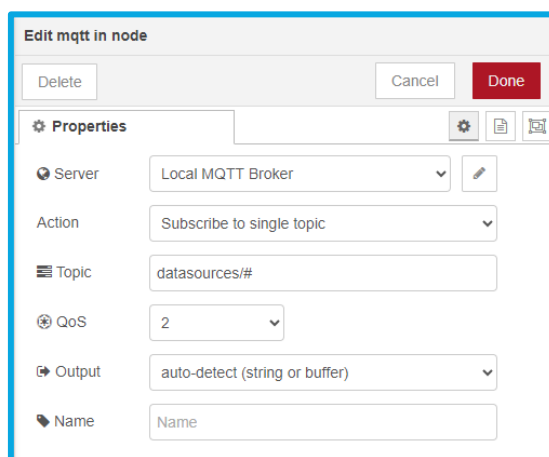 Edit mqtt in node
Delete Cancel Done
Properties
Server Local MQTT Broker
Action Subscribe to single topic
Topic datasources/#
QoS 2
Output auto-detect (string or buffer)
Name Name